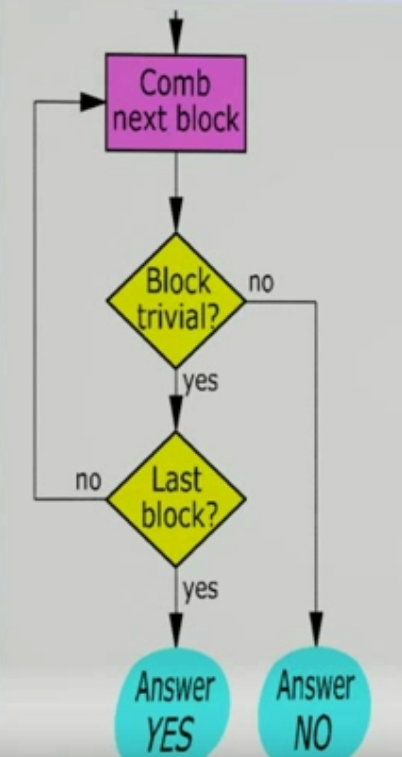 Comb
next block
Block
trivial?
no
yes
Last
block?
no
yes
Answer
YES
Answer
NO